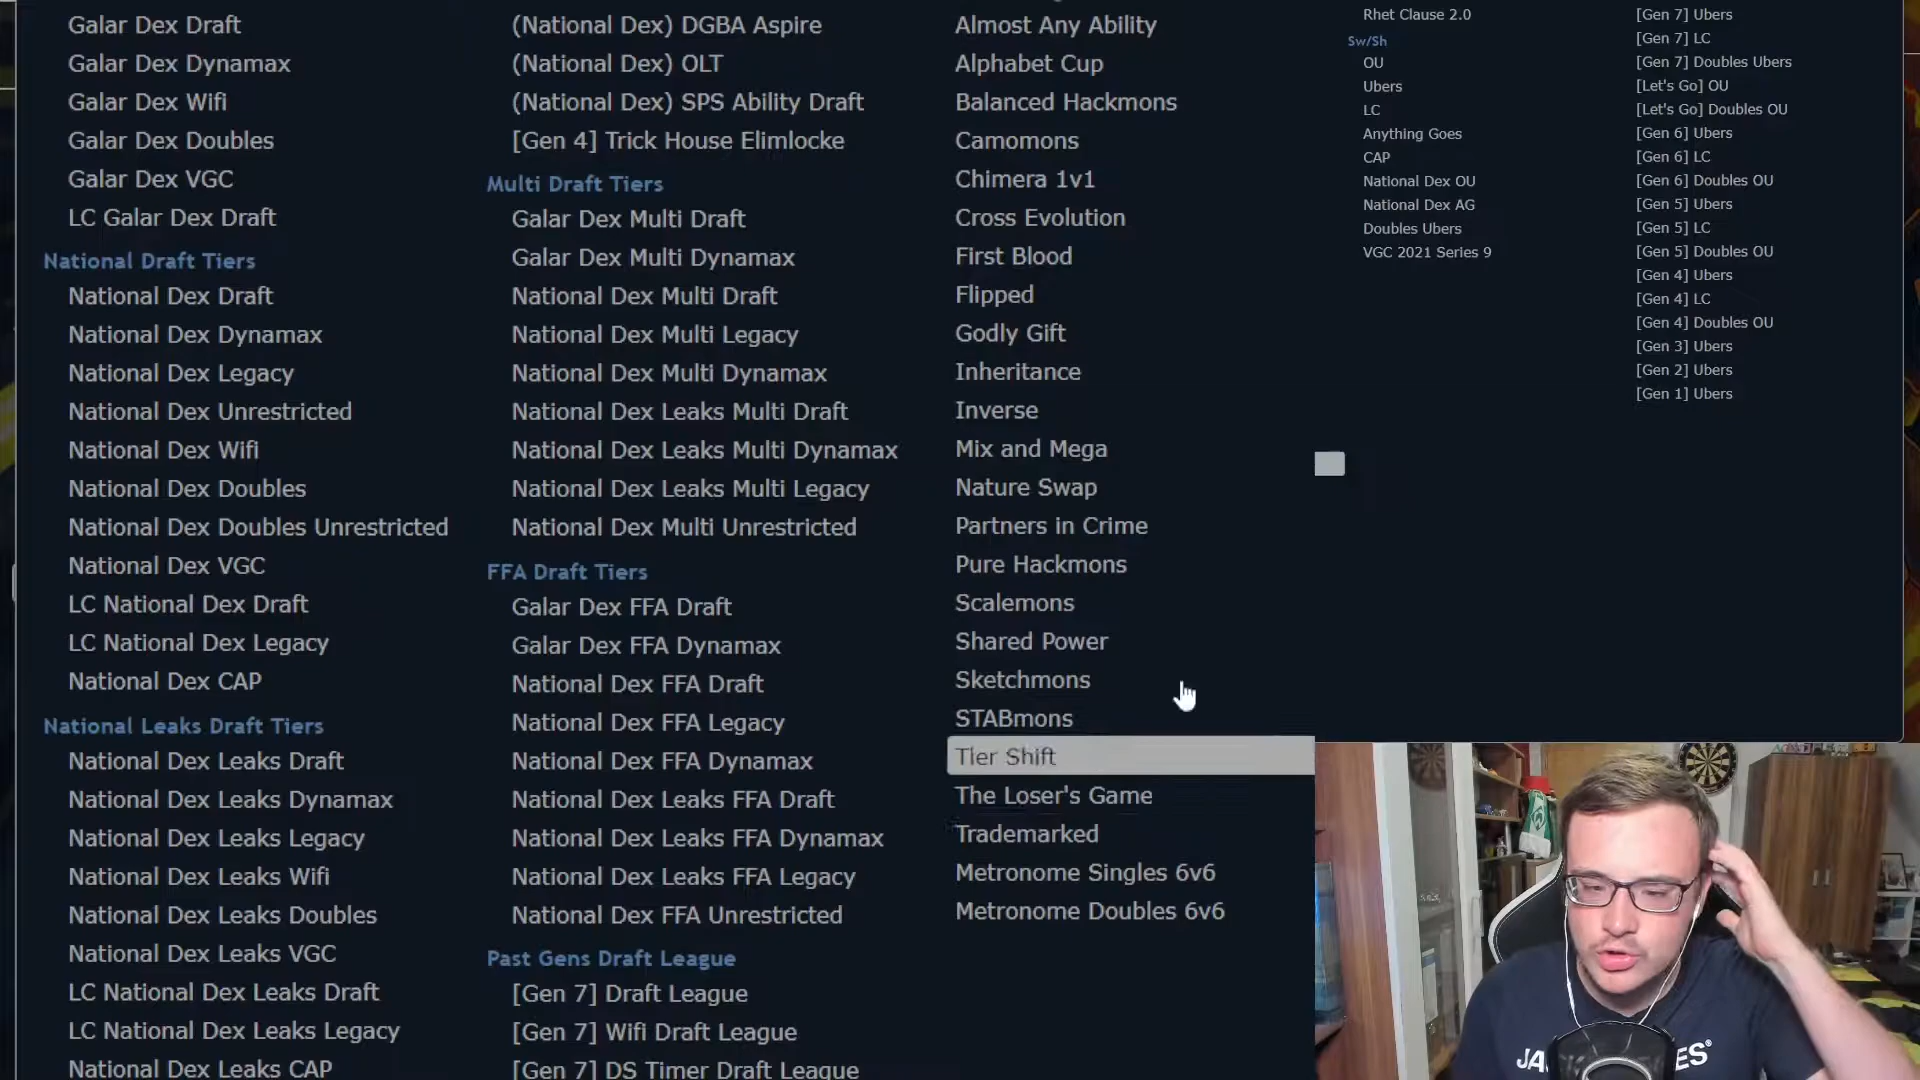 Galar Dex Draft
Galar Dex Dynamax
Galar Dex Wifi
Galar Dex Doubles
Galar Dex VGC
LC Galar Dex Draft
National Draft Tiers
National Dex Draft
National Dex Dynamax
National Dex Legacy
National Dex Unrestricted
National Dex Wifi
National Dex Doubles
National Dex Doubles Unrestricted
National Dex VGC
LC National Dex Draft
LC National Dex Legacy
National Dex CAP
National Leaks Draft Tiers
National Dex Leaks Draft
National Dex Leaks Dynamax
National Dex Leaks Legacy
National Dex Leaks Wifi
National Dex Leaks Doubles
National Dex Leaks VGC
LC National Dex Leaks Draft
LC National Dex Leaks Legacy
National Dex Leaks CAP
(National Dex) DGBA Aspire
(National Dex) OLT
(National Dex) SPS Ability Draft
[Gen 4] Trick House Elimlocke
Multi Draft Tiers
Galar Dex Multi Draft
Galar Dex Multi Dynamax
National Dex Multi Draft
National Dex Multi Legacy
National Dex Multi Dynamax
National Dex Leaks Multi Draft
National Dex Leaks Multi Dynamax
National Dex Leaks Multi Legacy
National Dex Multi Unrestricted
FFA Draft Tiers
Galar Dex FFA Draft
Galar Dex FFA Dynamax
National Dex FFA Draft
National Dex FFA Legacy
National Dex FFA Dynamax
National Dex Leaks FFA Draft
National Dex Leaks FFA Dynamax
National Dex Leaks FFA Legacy
National Dex FFA Unrestricted
Past Gens Draft League
[Gen 7] Draft League
[Gen 7] Wifi Draft League
[Gen 7] DS Timer Draft League
Almost Any Ability
Alphabet Cup
Balanced Hackmons
Camomons
Chimera 1v1
Cross Evolution
First Blood
Flipped
Godly Gift
Inheritance
Inverse
Mix and Mega
Nature Swap
Partners in Crime
Pure Hackmons
Scalemons
Shared Power
Sketchmons
STABmons
Tier Shift
The Loser's Game
Trademarked
Metronome Singles 6v6
Metronome Doubles 6v6
Rhet Clause 2.0
Sw/Sh
OU
Ubers
LC
Anything Goes
CAP
National Dex OU
National Dex AG
Doubles Ubers
VGC 2021 Series 9
[Gen 7] Ubers
[Gen 7] LC
[Gen 7] Doubles Ubers
[Let's Go] OU
[Let's Go] Doubles OU
[Gen 6] Ubers
[Gen 6] LC
[Gen 6] Doubles OU
[Gen 5] Ubers
[Gen 5] LC
[Gen 5] Doubles OU
[Gen 4] Ubers
[Gen 4] LC
[Gen 4] Doubles OU
[Gen 3] Ubers
[Gen 2] Ubers
[Gen 1] Ubers